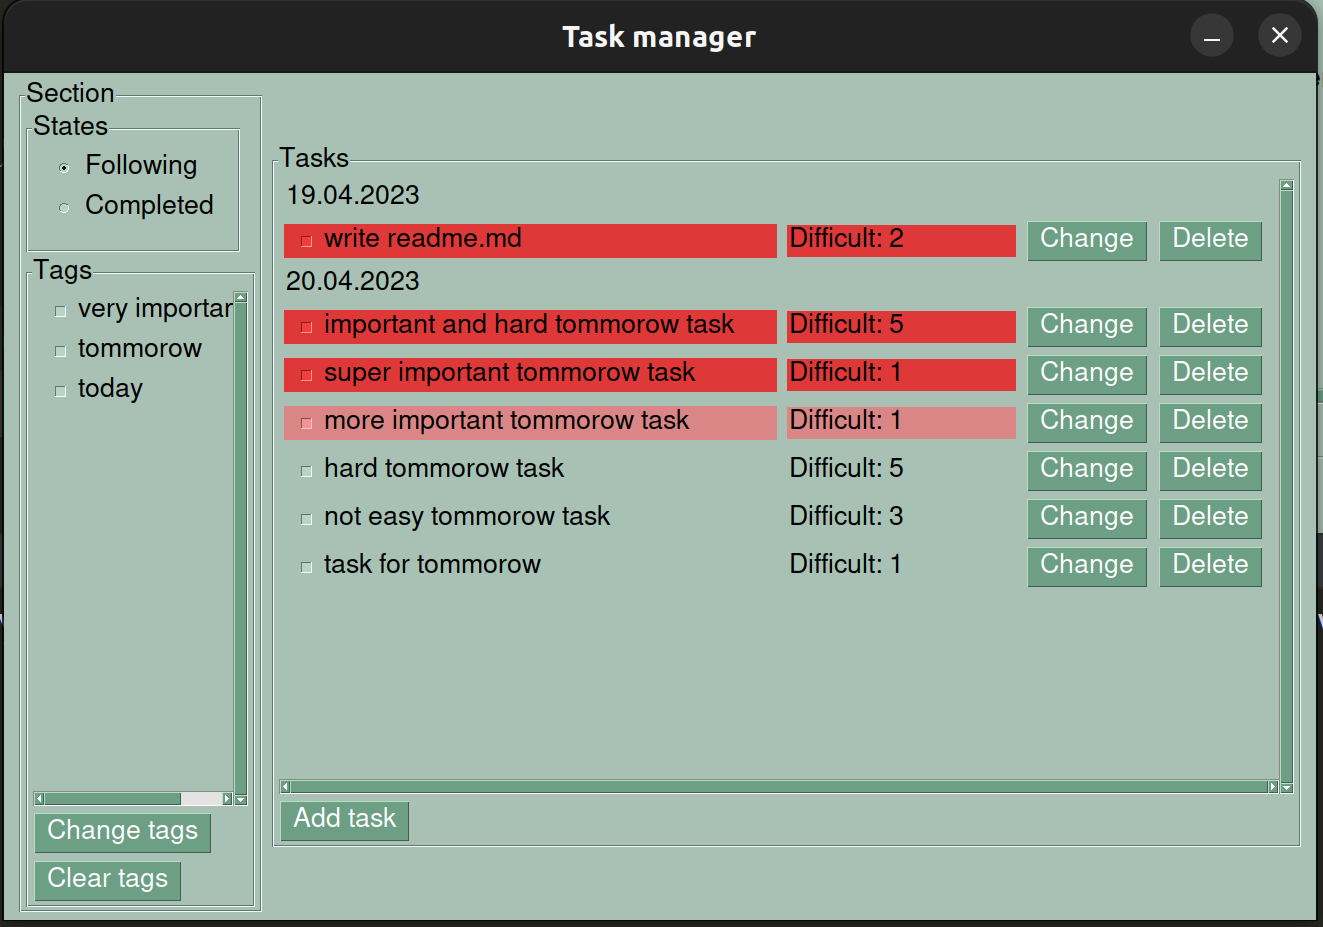 Task manager
Section
States
Following
Completed
Tags
very importan
tommorow
today
Change tags
Clear tags
Tasks
19.04.2023
write readme.md Difficult: 2 Change Delete
20.04.2023
important and hard tommorow task Difficult: 5 Change Delete
super important tommorow task Difficult: 1 Change Delete
more important tommorow task Difficult: 1 Change Delete
hard tommorow task Difficult: 5 Change Delete
not easy tommorow task Difficult: 3 Change Delete
task for tommorow Difficult: 1 Change Delete
Add task